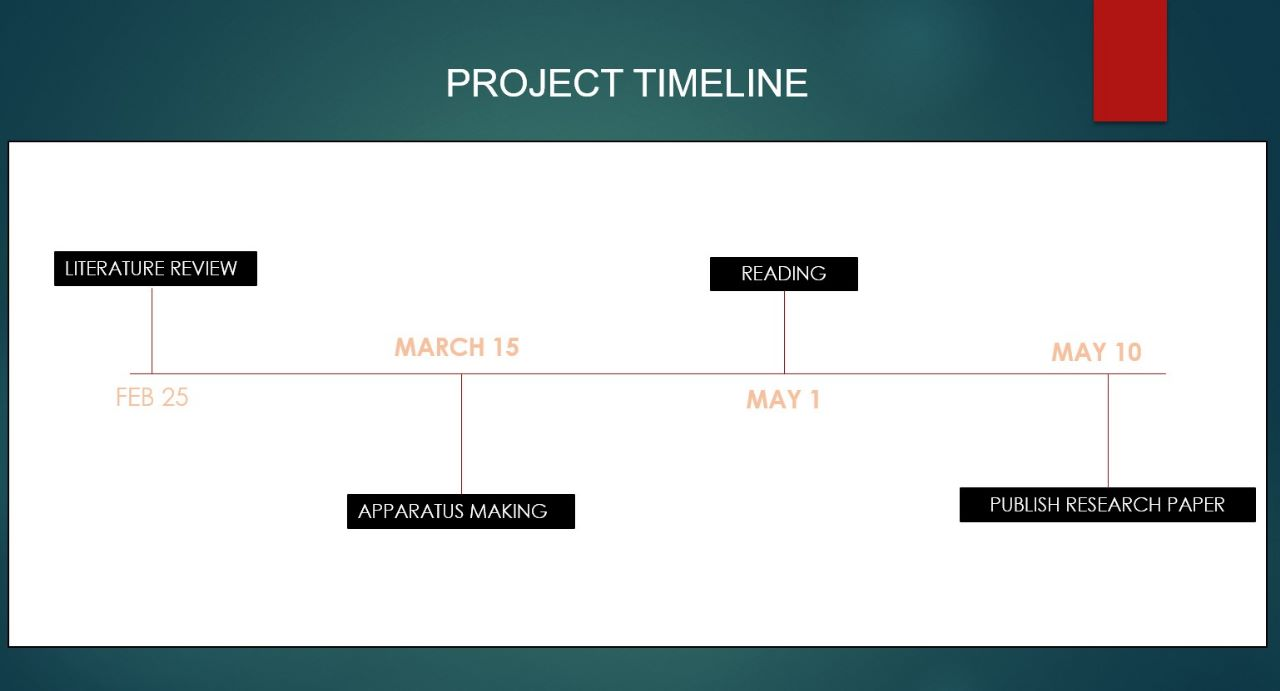 PROJECT TIMELINE
LITERATURE REVIEW
READING
MARCH 15
MAY 10
FEB 25
MAY 1
APPARATUS MAKING
PUBLISH RESEARCH PAPER